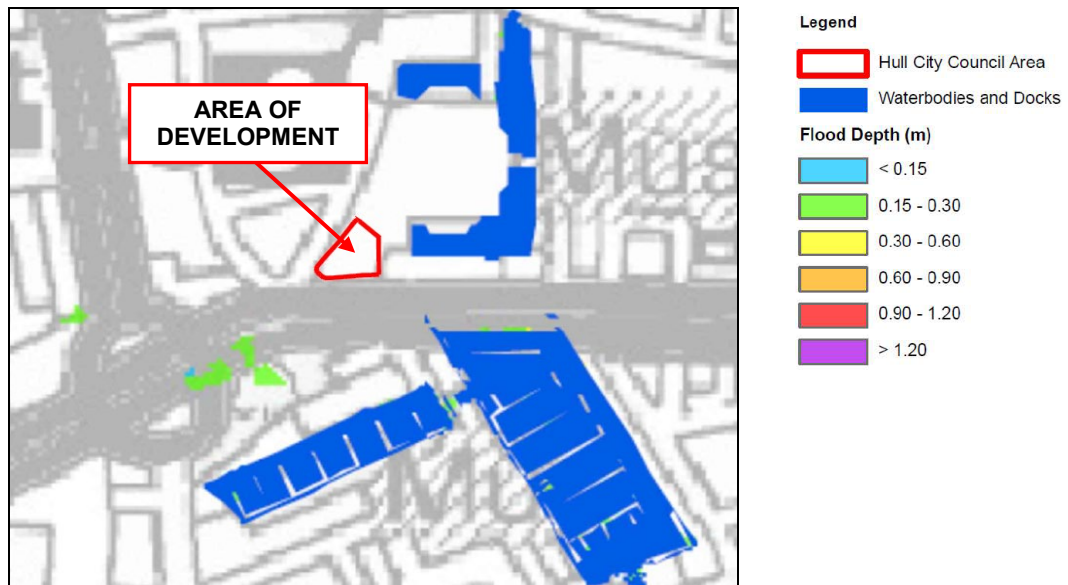 AREA OF
DEVELOPMENT
Mus
Legend
Hull City Council Area
Waterbodies and Docks
Flood Depth (m)
< 0.15
0.15 - 0.30
0.30 - 0.60
0.60 - 0.90
0.90 - 1.20
> 1.20